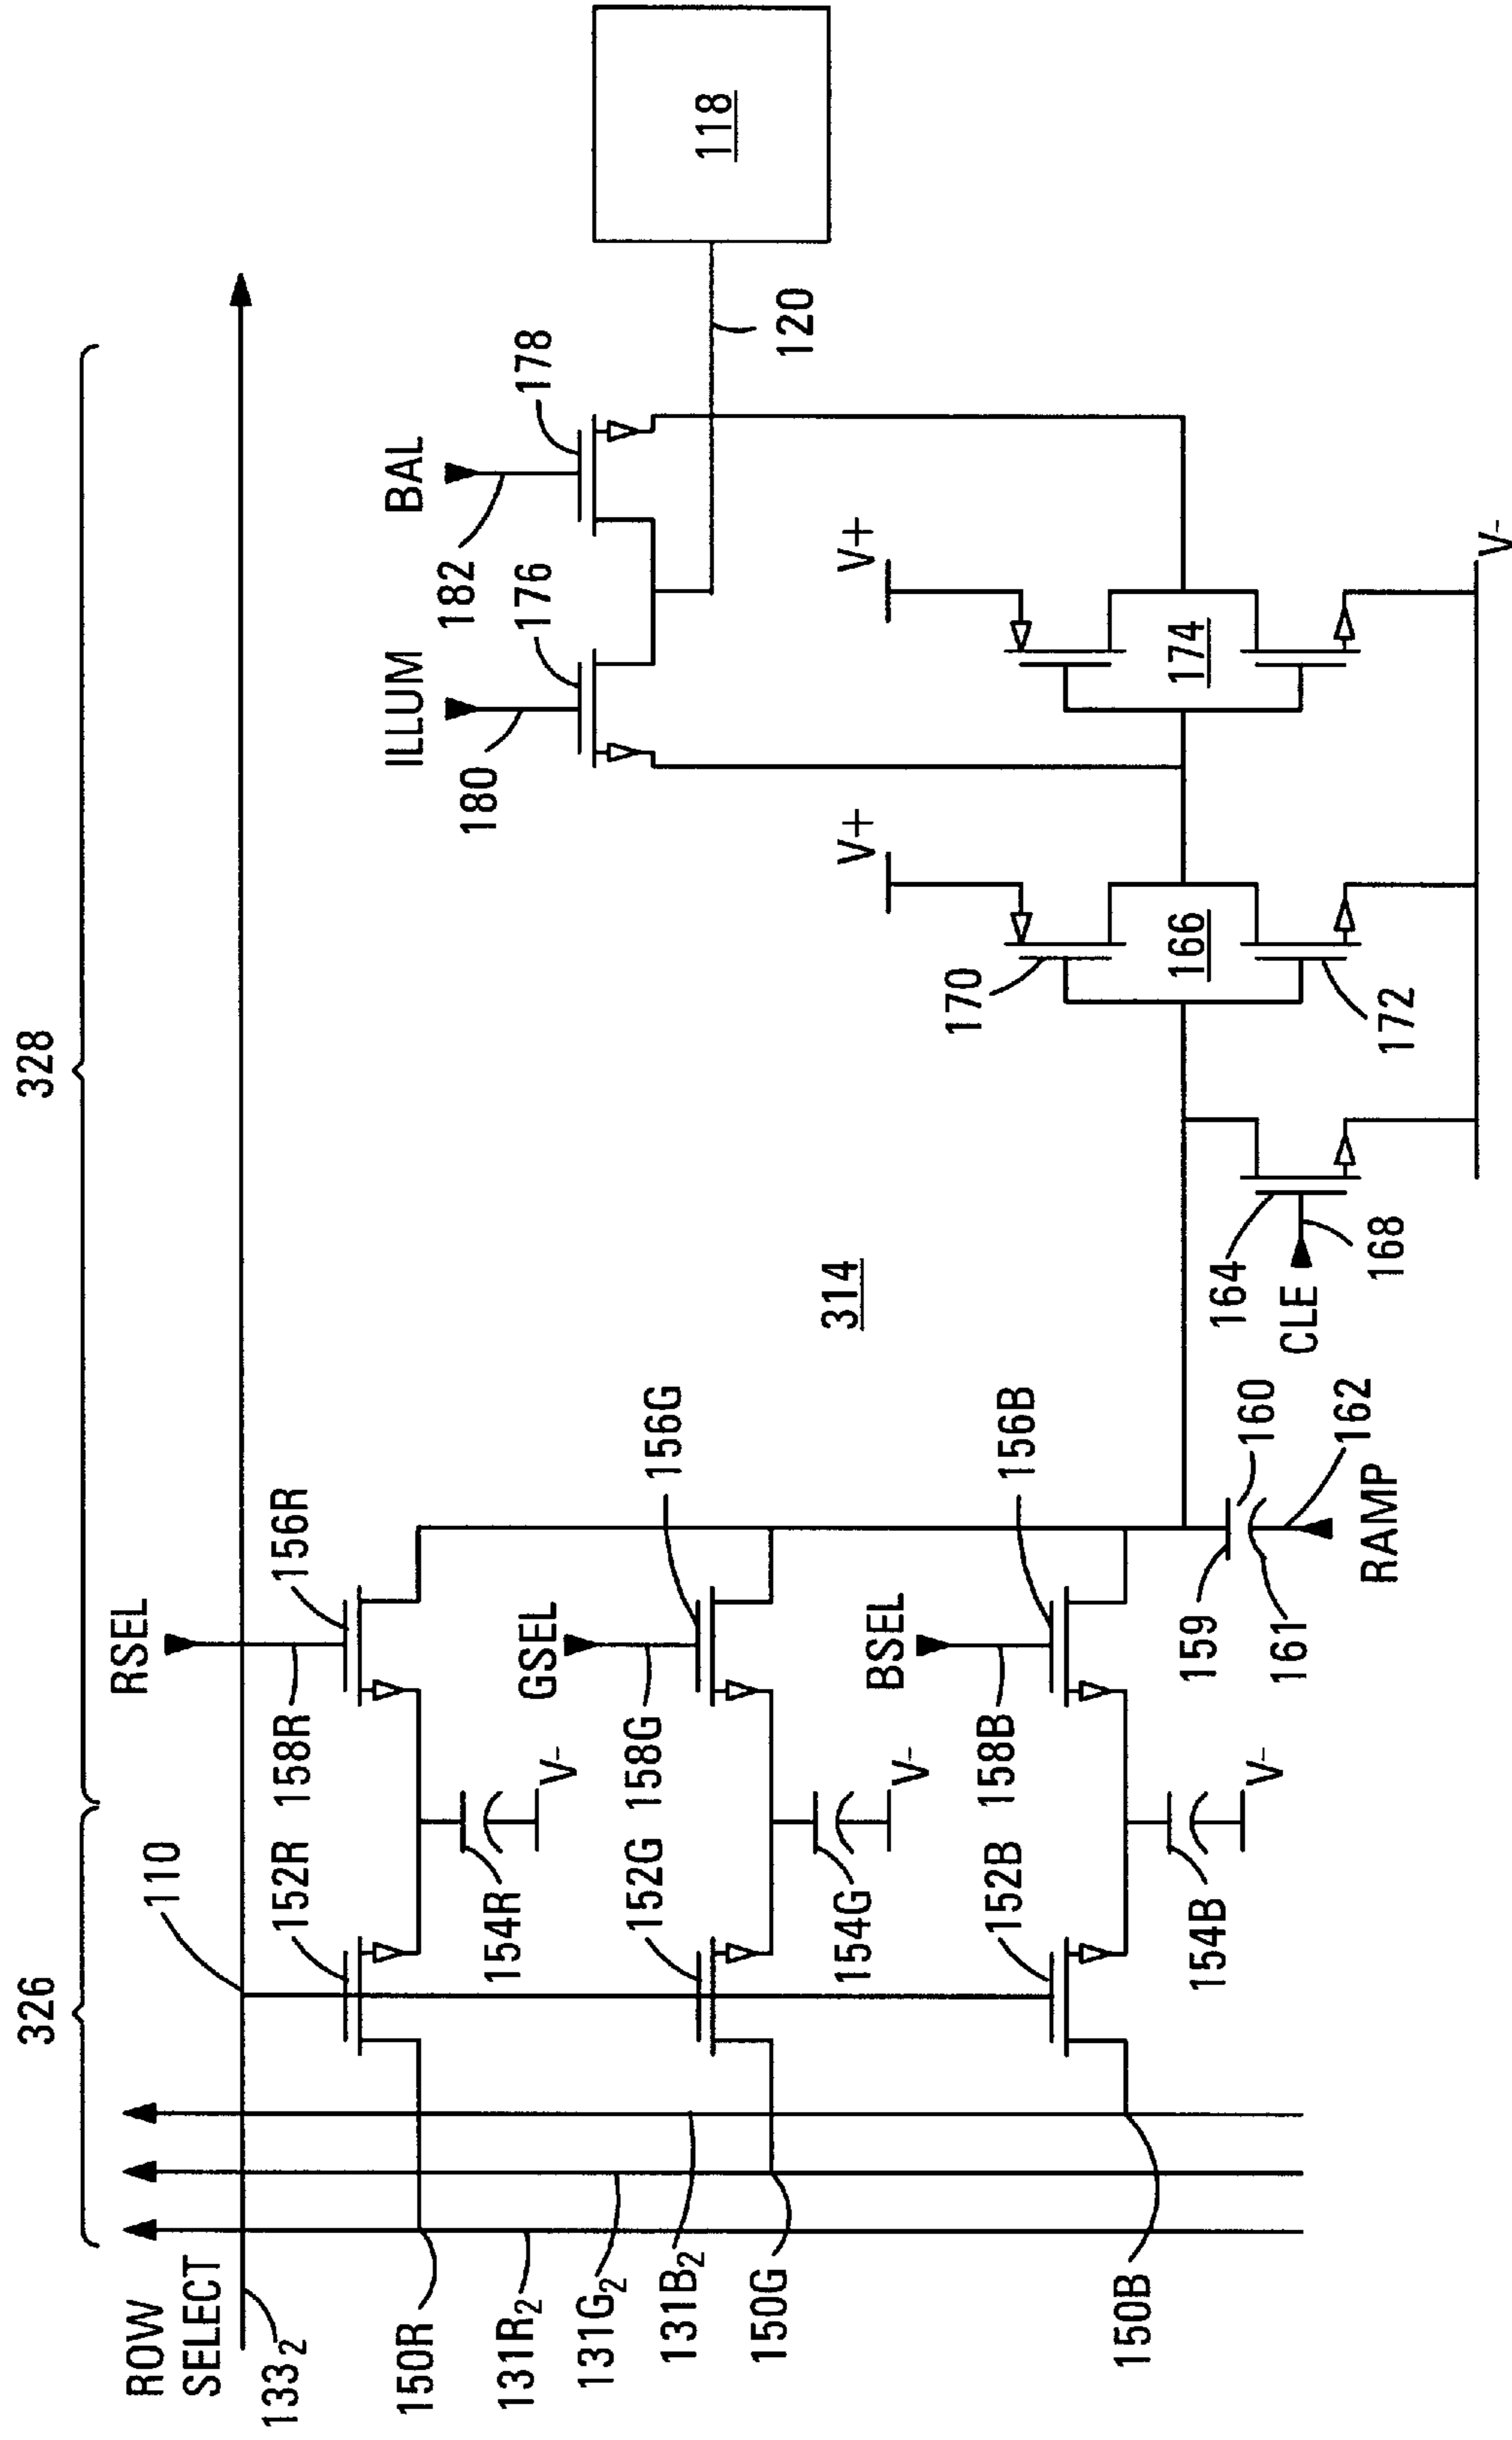 326
328
ROW
SELECT
133₂
110
RSEL
158R
156R
152R
154R
V-
150R
131R₂
131G₂
131B₂
150G
GSEL
158G
156G
152G
154G
V-
BSEL
158B
156B
152B
154B
V-
150B
159
160
161
162
RAMP
314
164
CLE
168
170
166
172
V+
174
V+
V-
ILLUM
180
176
BAL
182
178
120
118